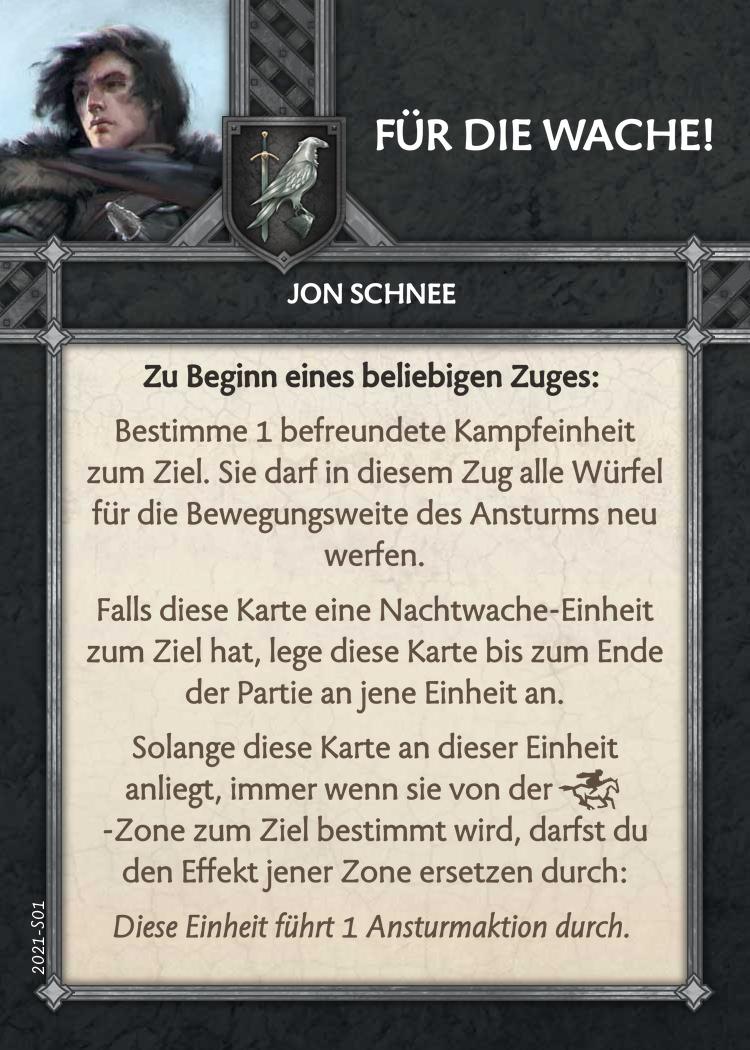 FÜR DIE WACHE!
JON SCHNEE
Zu Beginn eines beliebigen Zuges:
Bestimme 1 befreundete Kampfeinheit
zum Ziel. Sie darf in diesem Zug alle Würfel
für die Bewegungsweite des Ansturms neu
werfen.
Falls diese Karte eine Nachtwache-Einheit
zum Ziel hat, lege diese Karte bis zum Ende
der Partie an jene Einheit an.
Solange diese Karte an dieser Einheit
anliegt, immer wenn sie von der
-Zone zum Ziel bestimmt wird, darfst du
den Effekt jener Zone ersetzen durch:
Diese Einheit führt 1 Ansturmaktion durch.
2021-S01